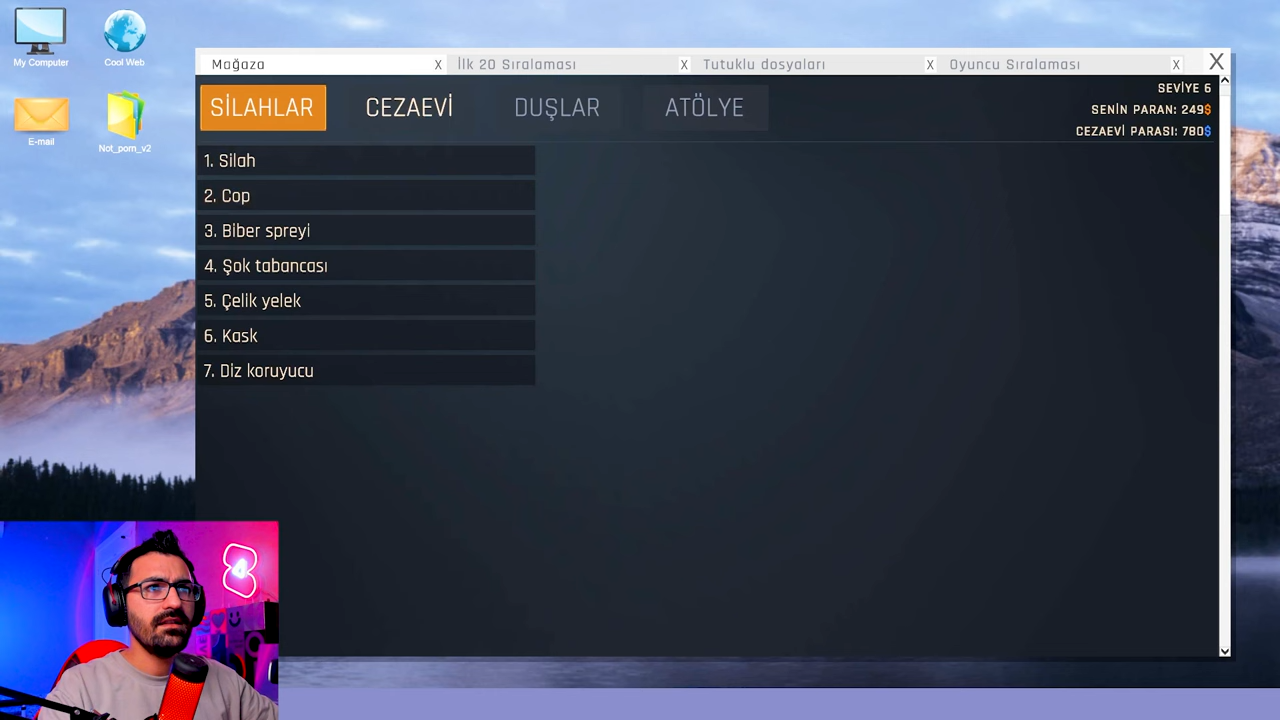 My Computer
Cool Web
E-mail
Not_porn_v2
Mağaza X
İlk 20 Sıralaması X
Tutuklu dosyaları X
Oyuncu Sıralaması X
X
SİLAHLAR
CEZAEVİ
DUŞLAR
ATÖLYE
SEVİYE 6
SENİN PARAN: 249$
CEZAEVİ PARASI: 780$
1. Silah
2. Cop
3. Biber spreyi
4. Şok tabancası
5. Çelik yelek
6. Kask
7. Diz koruyucu